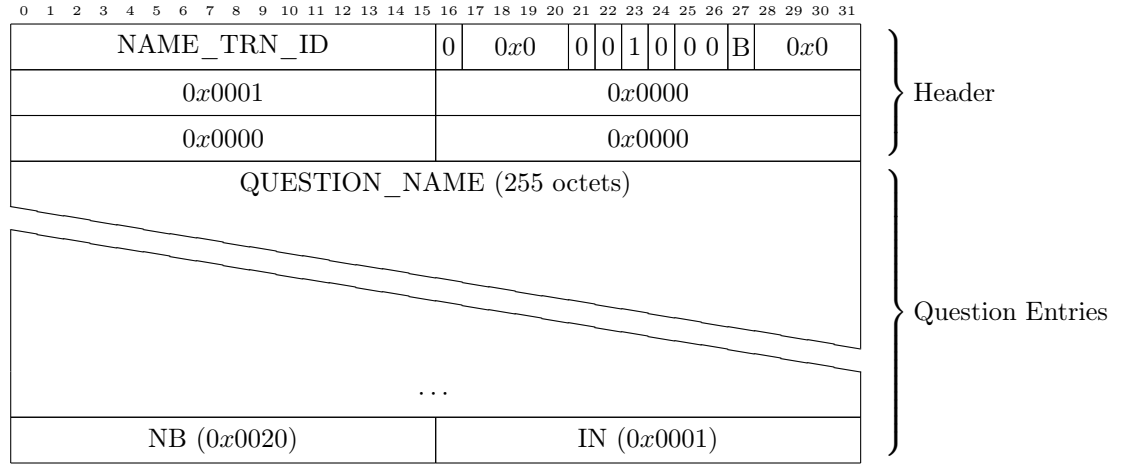 0 1 2 3 4 5 6 7 8 9 10 11 12 13 14 15 16 17 18 19 20 21 22 23 24 25 26 27 28 29 30 31
NAME_TRN_ID 0 0x0 0 0 1 0 0 0 B 0x0
0x0001 0x0000
Header
0x0000 0x0000
QUESTION_NAME (255 octets)
Question Entries
...
NB (0x0020) IN (0x0001)